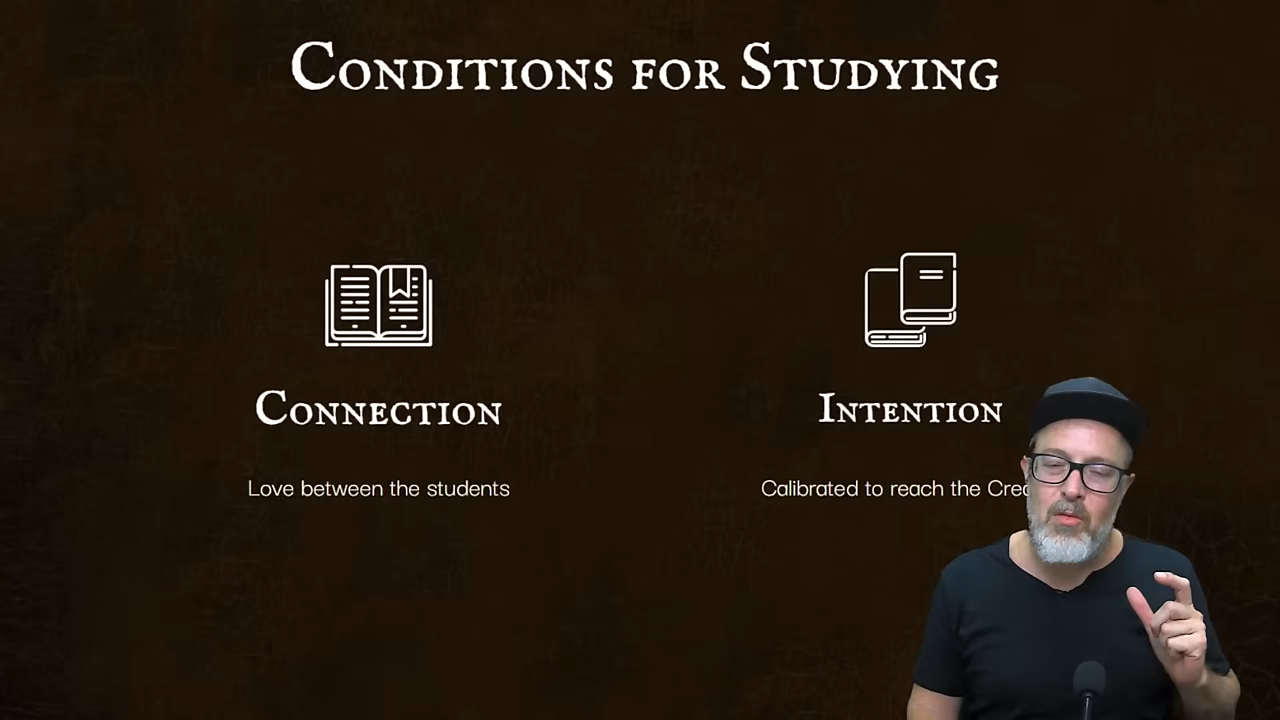 Conditions for Studying
Connection
Intention
Love between the students
Calibrated to reach the